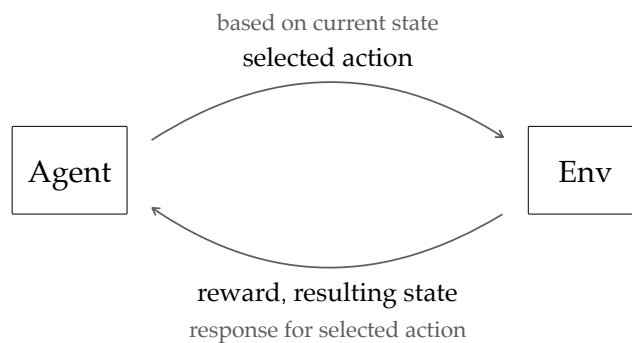 based on current state
selected action
Agent
Env
reward, resulting state
response for selected action